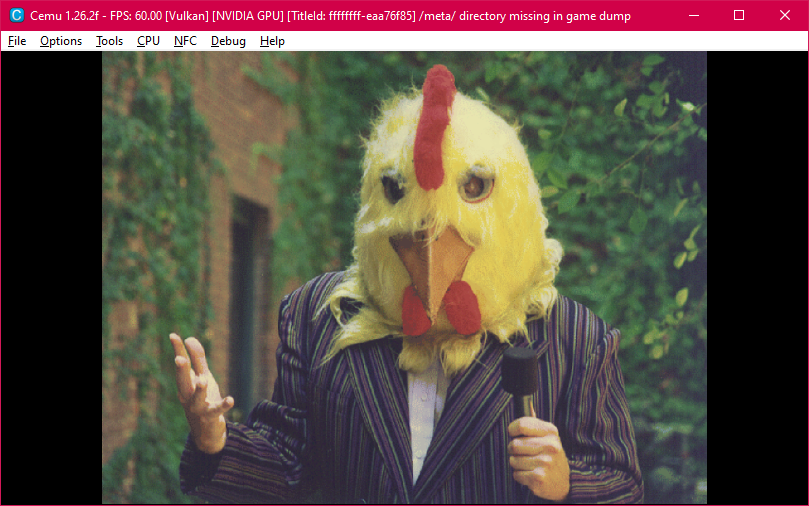 Cemu 1.26.2f - FPS: 60.00 [Vulkan] [NVIDIA GPU] [TitleId: ffffffff-eaa76f85] /meta/ directory missing in game dump
File Options Tools CPU NFC Debug Help